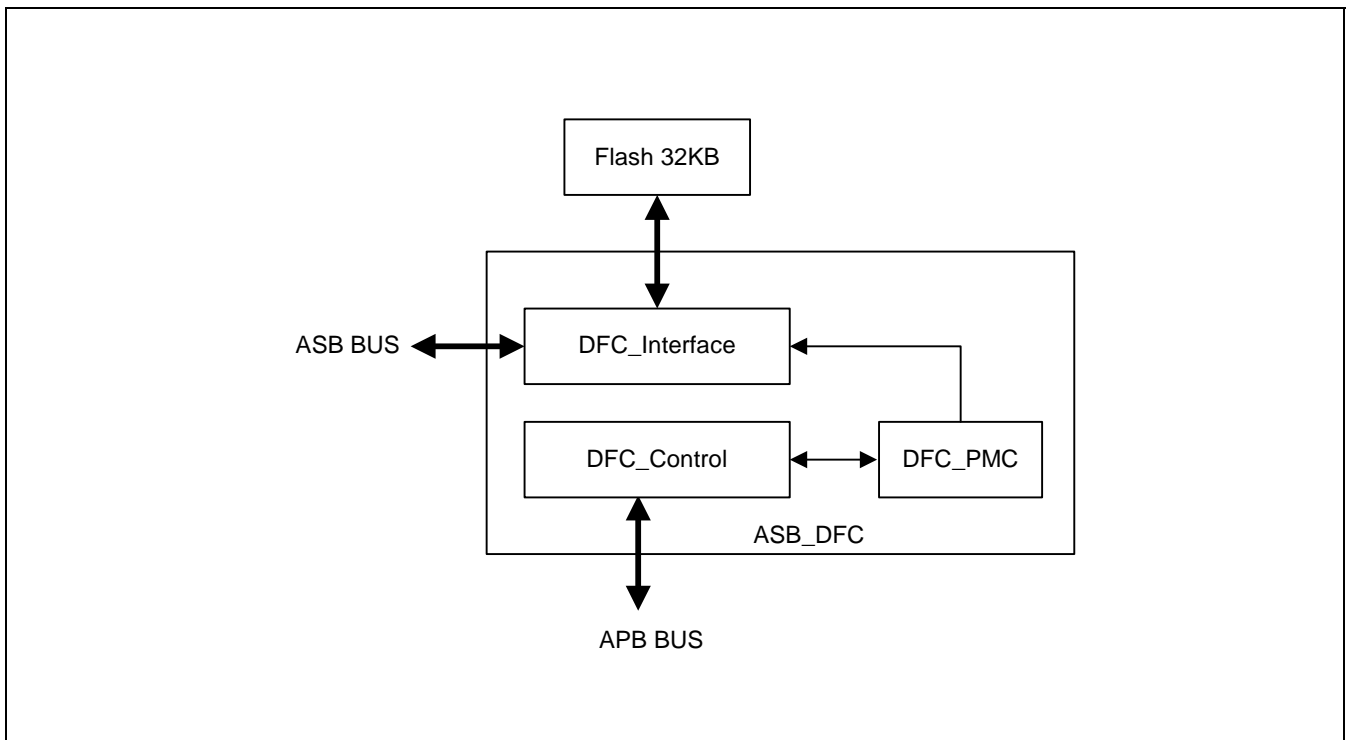 Flash 32KB
ASB BUS
DFC_Interface
DFC_Control
DFC_PMC
ASB_DFC
APB BUS